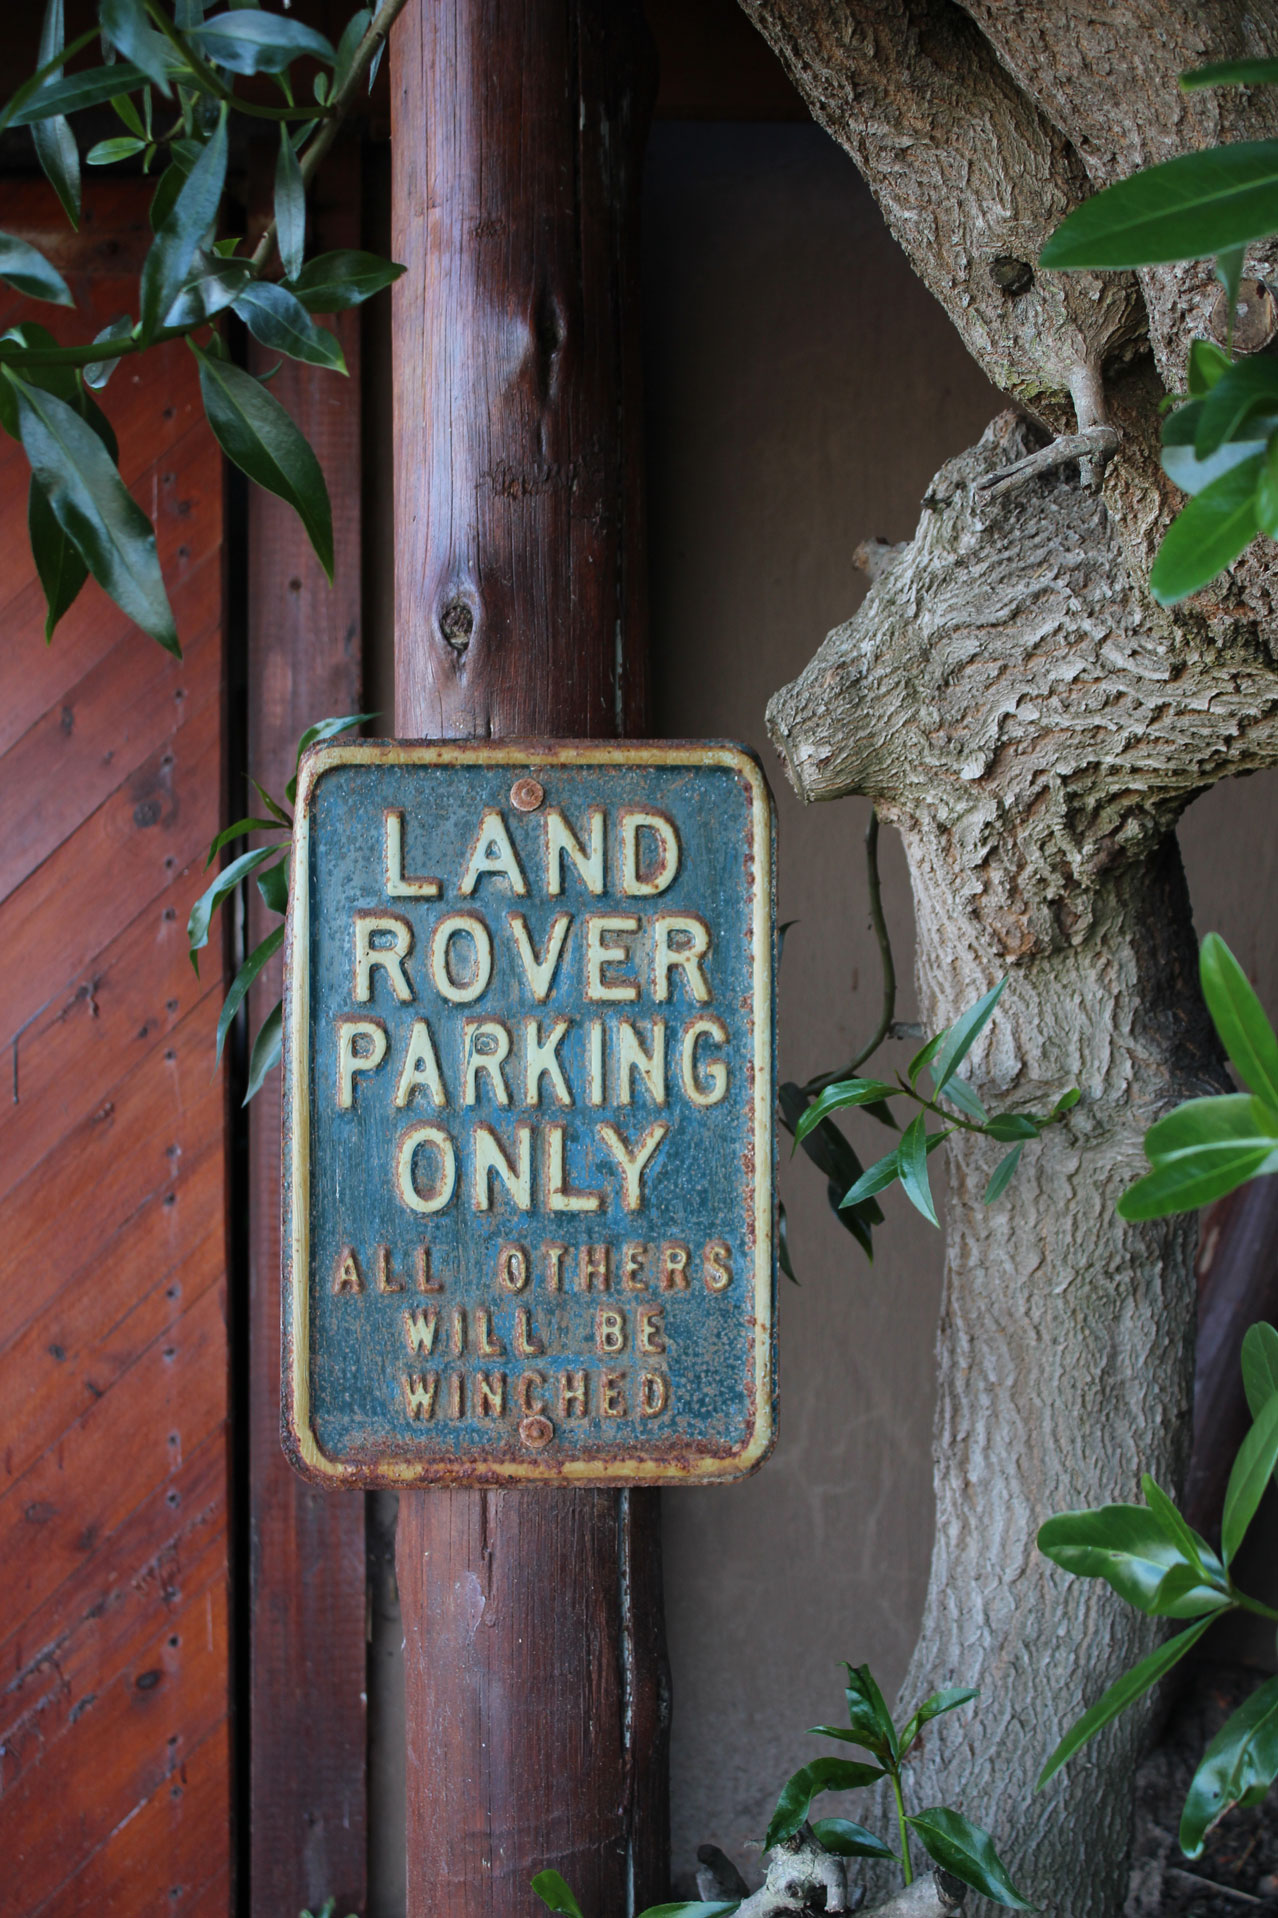 LAND
ROVER
PARKING
ONLY
ALL OTHERS
WILL BE
WINCHED